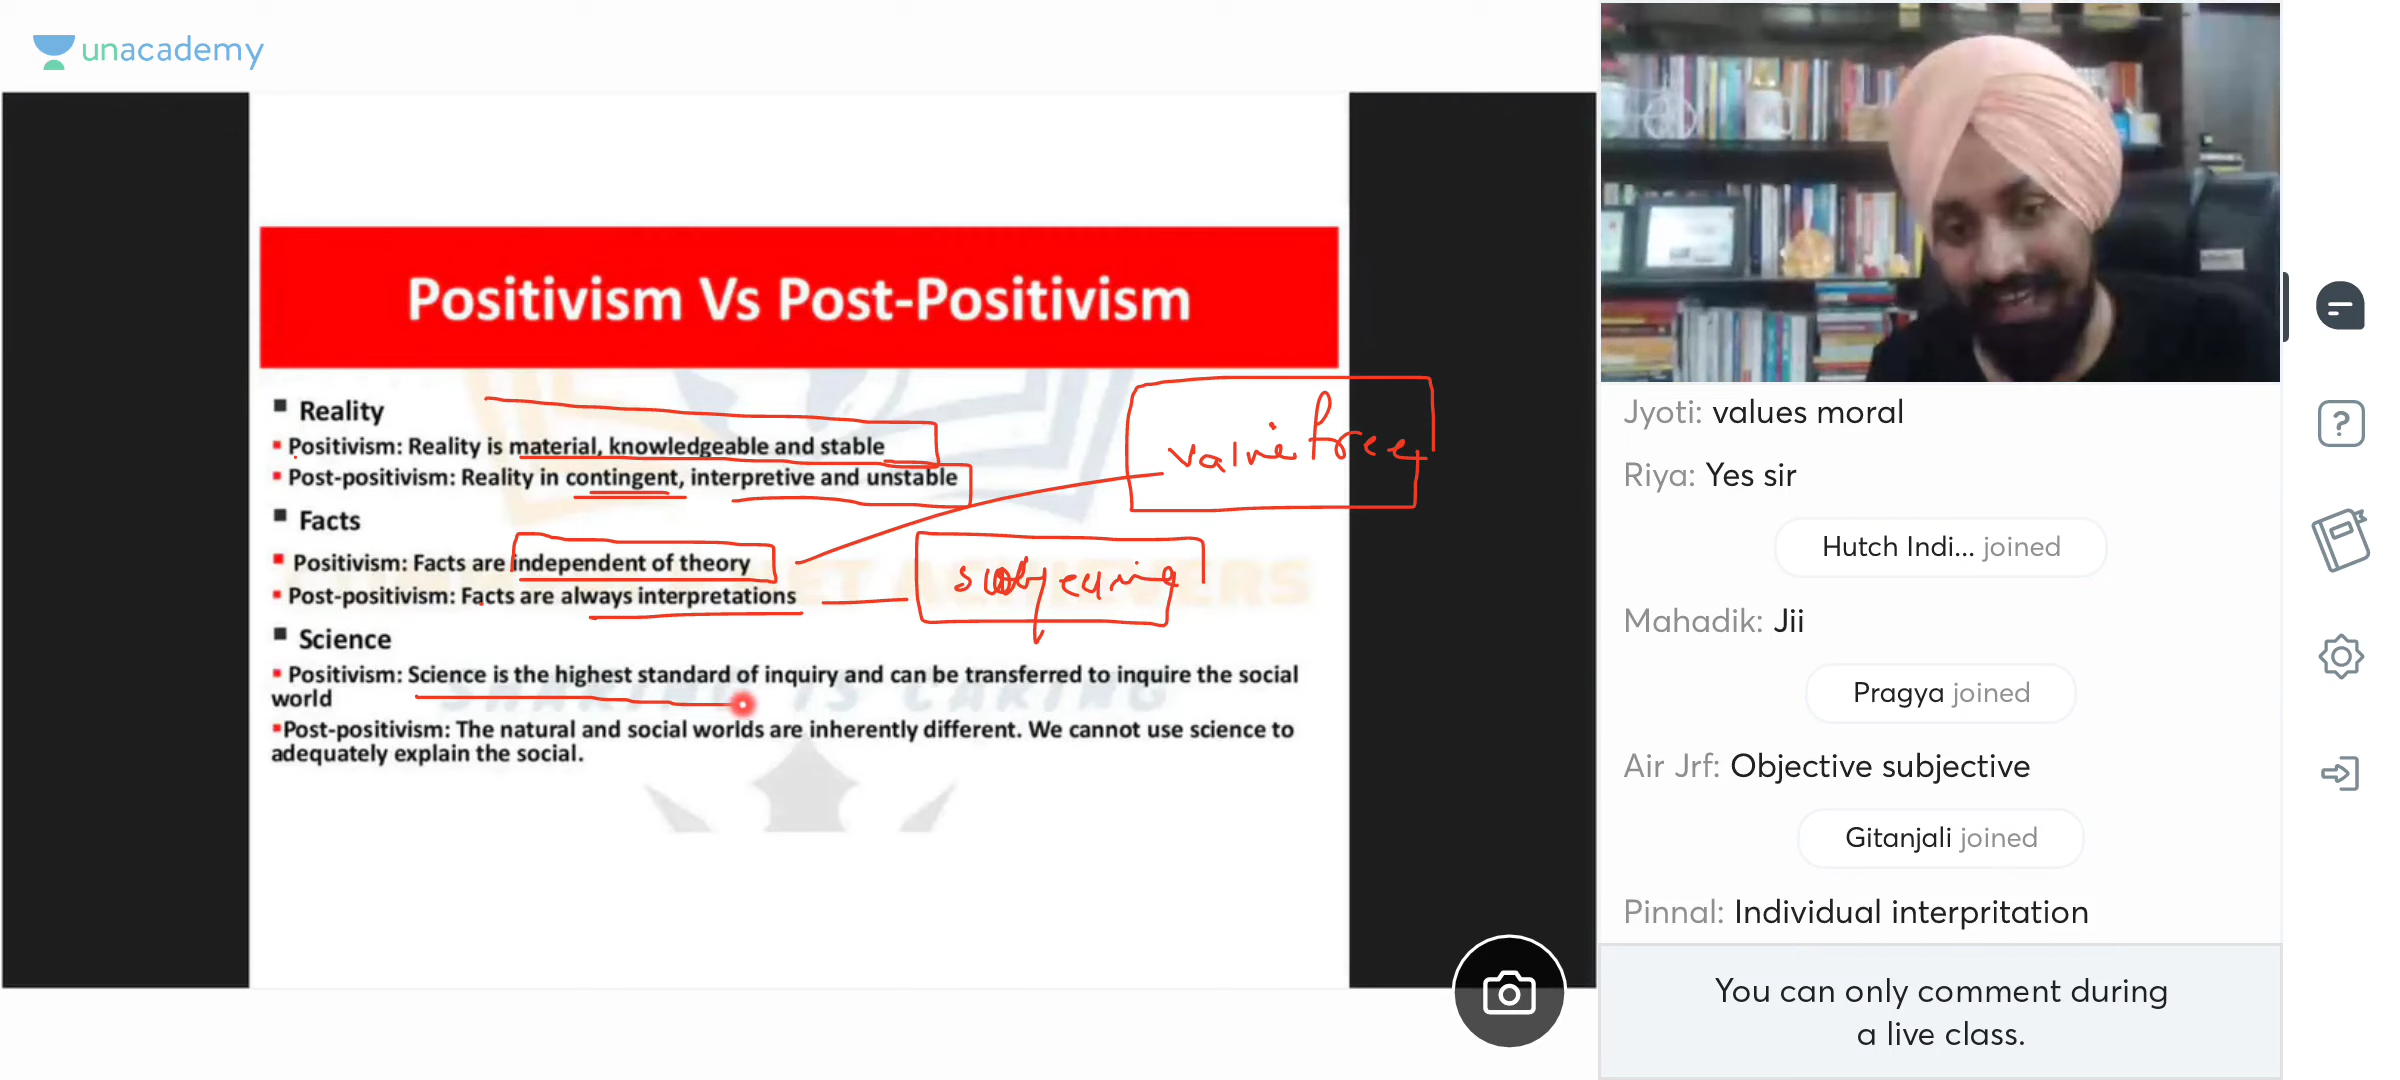 unacademy
Positivism Vs Post-Positivism
Reality
Positivism: Reality is material, knowledgeable and stable
Post-positivism: Reality in contingent, interpretive and unstable
value free
Facts
Positivism: Facts are independent of theory
Post-positivism: Facts are always interpretations
Science
Positivism: Science is the highest standard of inquiry and can be transferred to inquire the social
world
Post-positivism: The natural and social worlds are inherently different. We cannot use science to
adequately explain the social.
ACHIEVERS
SHARING IS CARING
Jyoti: values moral
Riya: Yes sir
Hutch Indi... joined
Mahadik: Jii
Pragya joined
Air Jrf: Objective subjective
Gitanjali joined
Pinnal: Individual interpritation
You can only comment during
a live class.